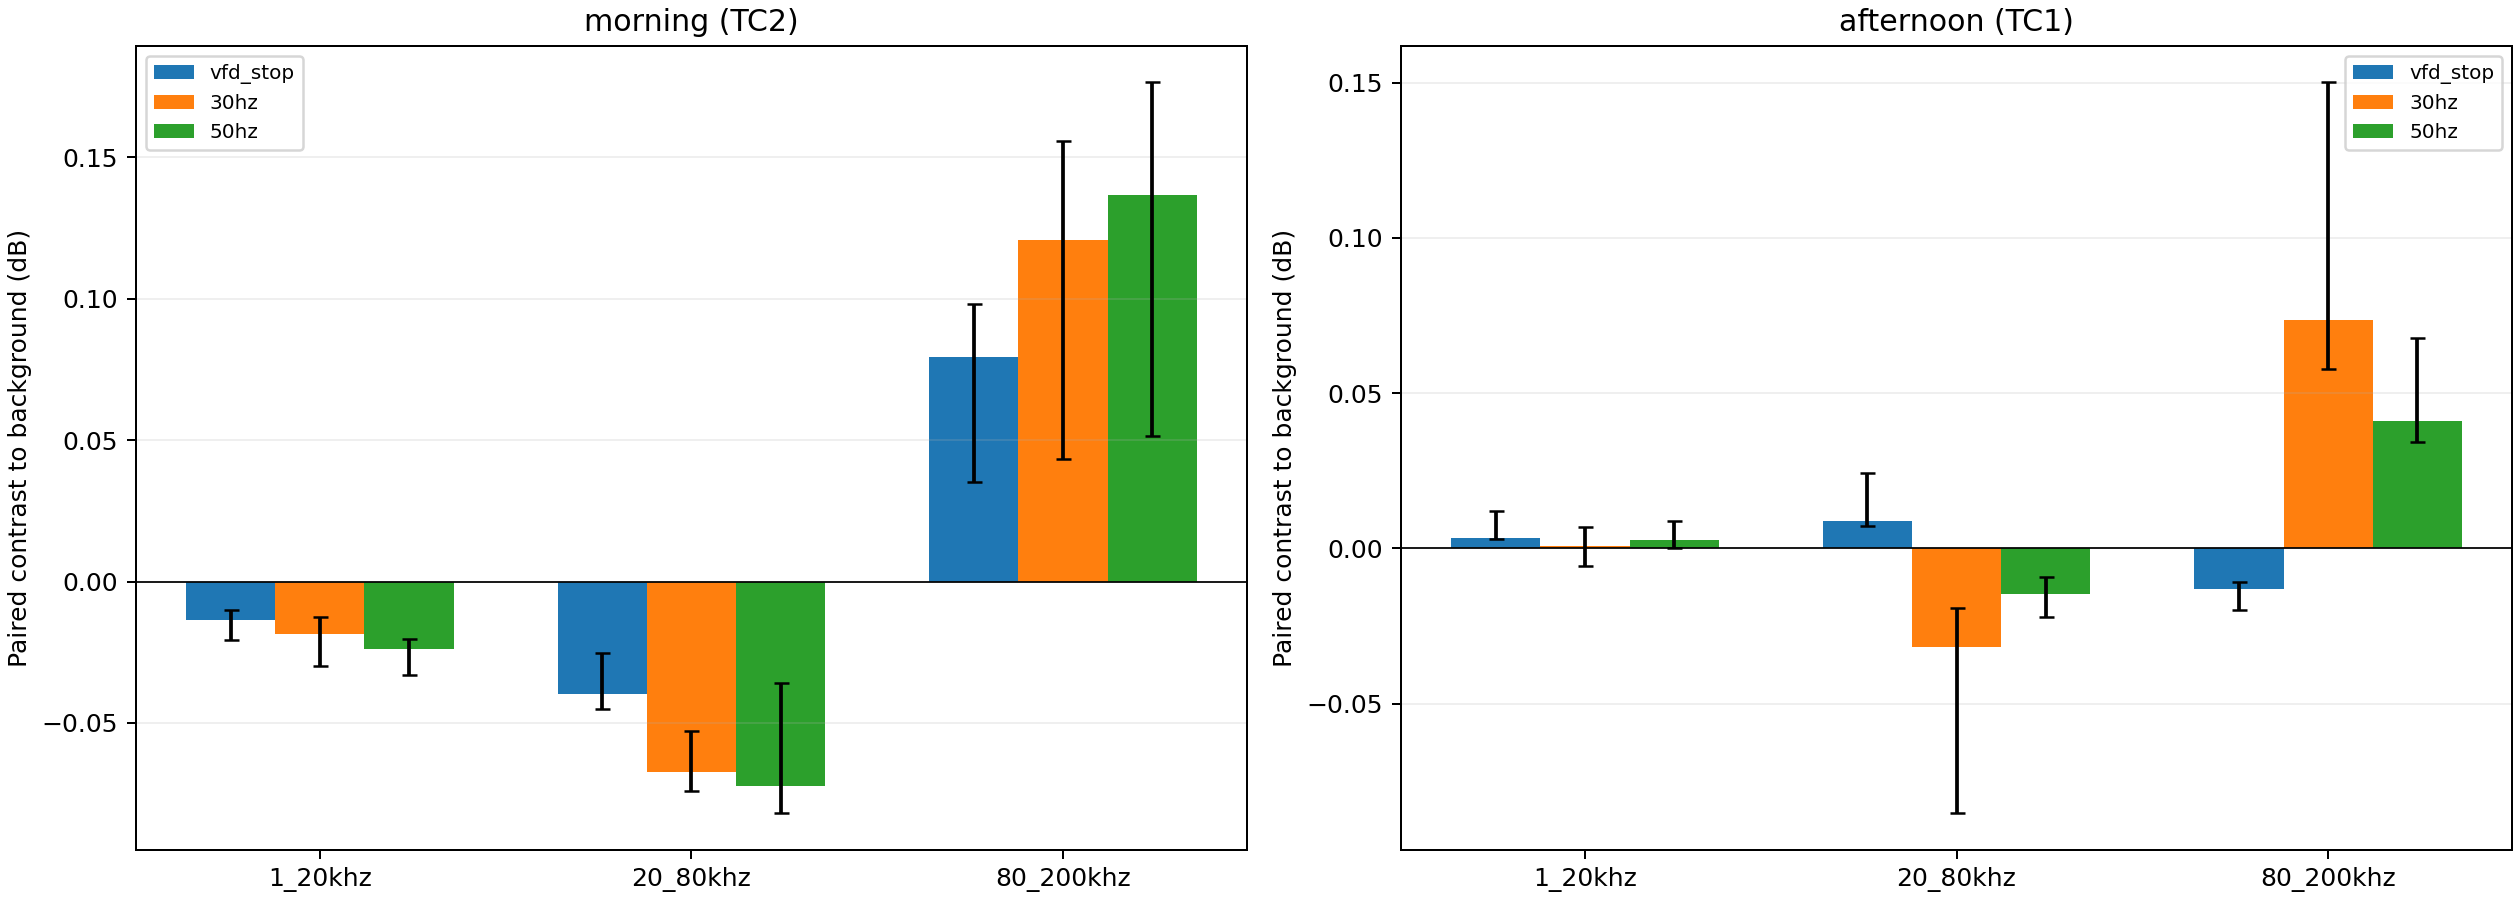 morning (TC2)
Paired contrast to background (dB)
0.15
0.10
0.05
0.00
−0.05
vfd_stop
30hz
50hz
1_20khz
20_80khz
80_200khz
afternoon (TC1)
Paired contrast to background (dB)
0.15
0.10
0.05
0.00
−0.05
vfd_stop
30hz
50hz
1_20khz
20_80khz
80_200khz